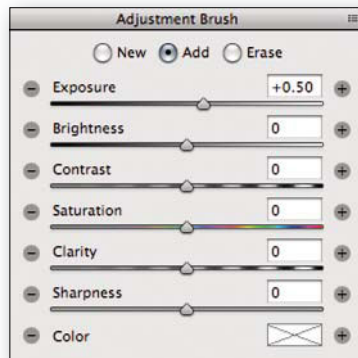 Adjustment Brush
New Add Erase
Exposure +0.50
Brightness 0
Contrast 0
Saturation 0
Clarity 0
Sharpness 0
Color